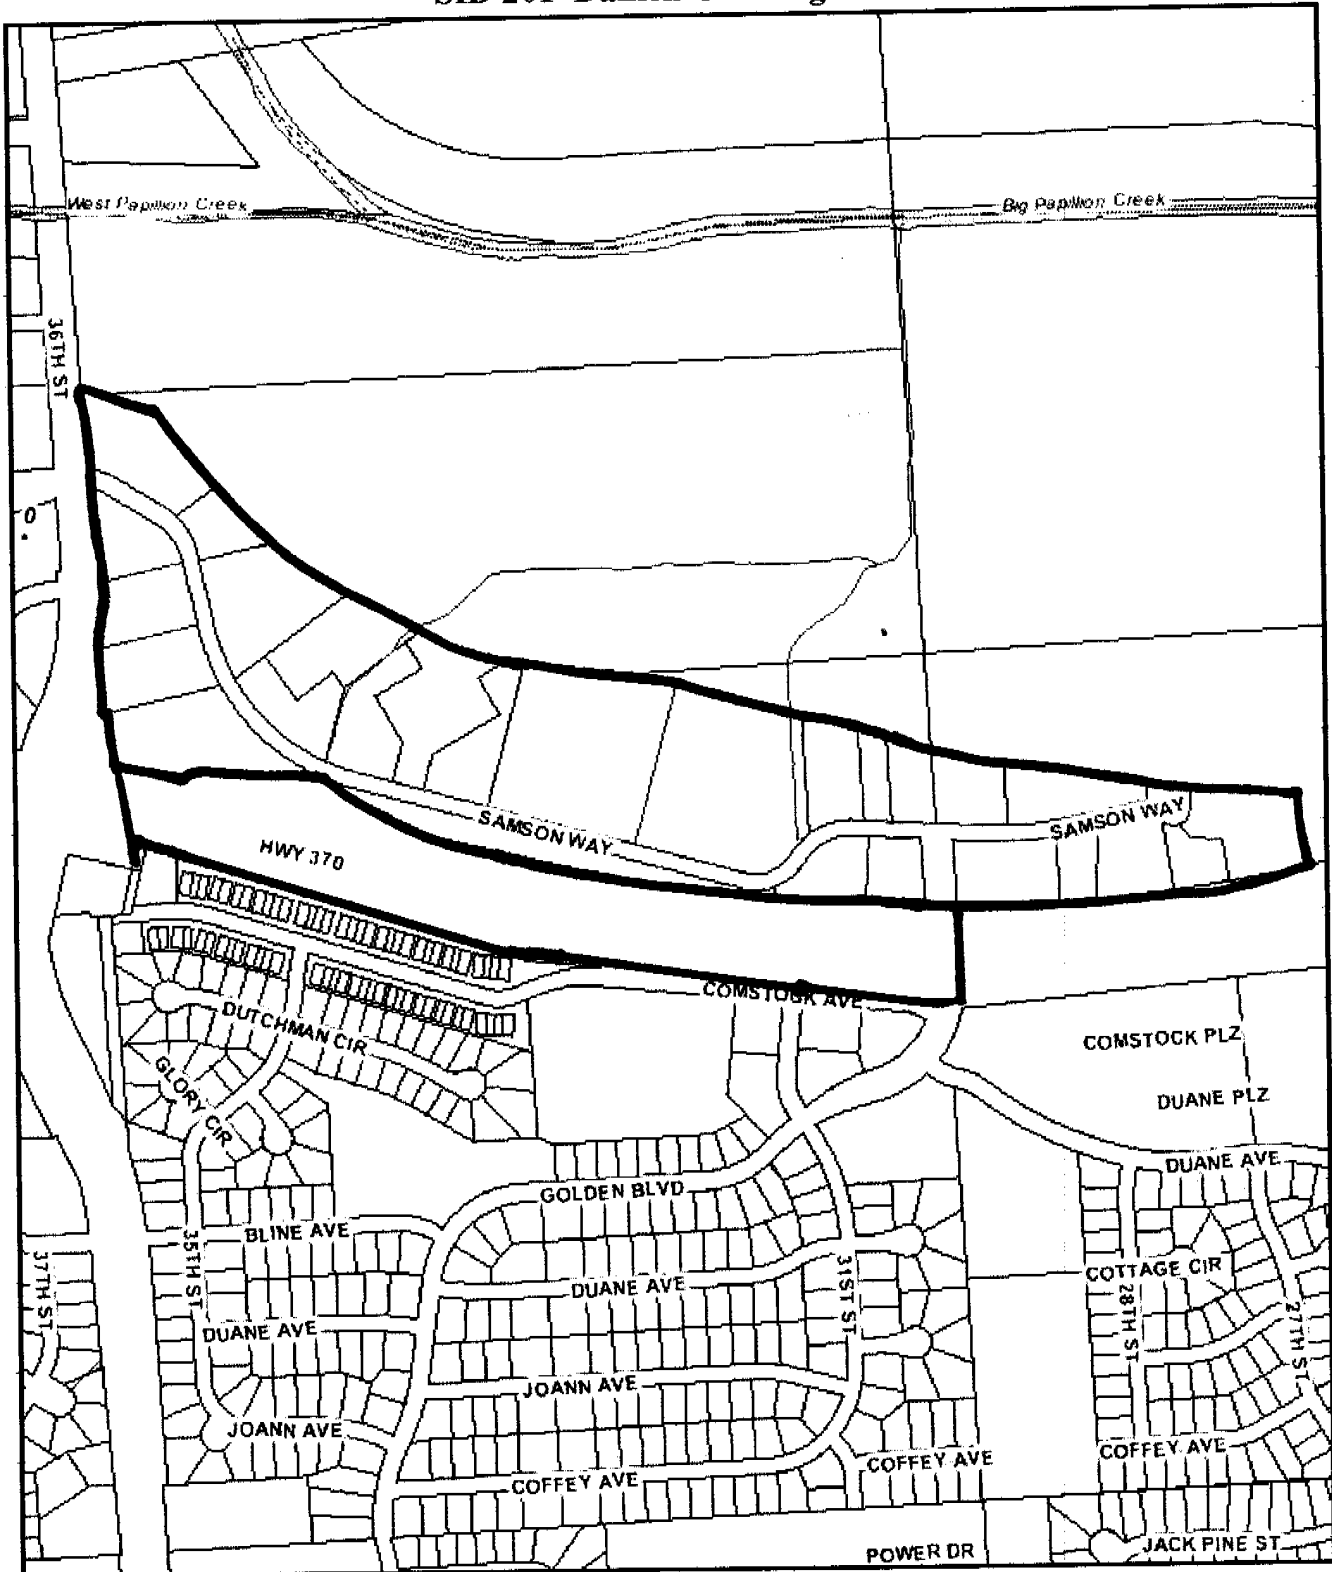 SID 201
West Papillion Creek
Big Papillion Creek
36TH ST
0
SAMSON WAY
SAMSON WAY
HWY 370
COMSTOCK AVE
DUTCHMAN CIR
COMSTOCK PLZ
GLORY CIR
DUANE PLZ
DUANE AVE
GOLDEN BLVD
BLINE AVE
35TH ST
37TH ST
31ST ST
DUANE AVE
COTTAGE CIR
28TH ST
27TH ST
DUANE AVE
JOANN AVE
JOANN AVE
COFFEY AVE
COFFEY AVE
COFFEY AVE
POWER DR
JACK PINE ST